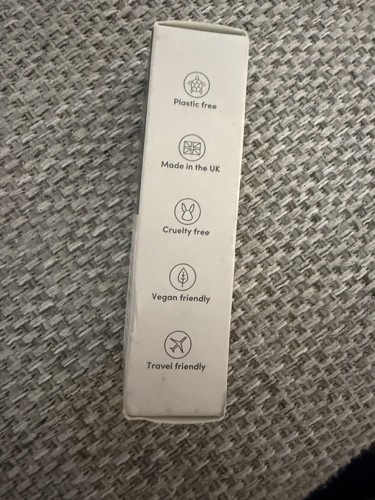 Plastic free
Made in the UK
Cruelty free
Vegan friendly
Travel friendly